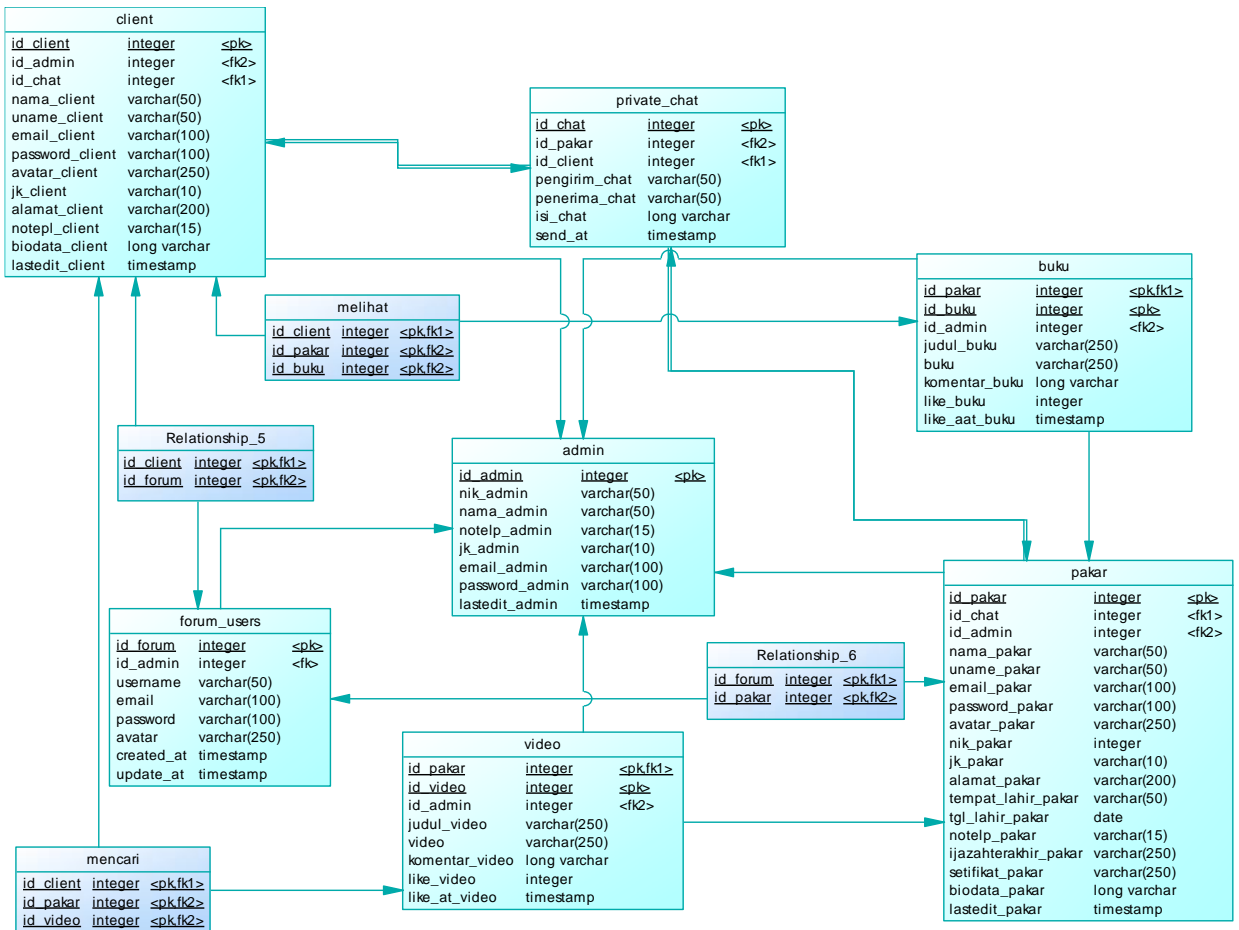 client
id_client integer <pk>
id_admin integer <fk2>
id_chat integer <fk1>
nama_client varchar(50)
uname_client varchar(50)
email_client varchar(100)
password_client varchar(100)
avatar_client varchar(250)
jk_client varchar(10)
alamat_client varchar(200)
notepl_client varchar(15)
biodata_client long varchar
lastedit_client timestamp
private_chat
id_chat integer <pk>
id_pakar integer <fk2>
id_client integer <fk1>
pengirim_chat varchar(50)
penerima_chat varchar(50)
isi_chat long varchar
send_at timestamp
buku
id_pakar integer <pk,fk1>
id_buku integer <pk>
id_admin integer <fk2>
judul_buku varchar(250)
buku varchar(250)
komentar_buku long varchar
like_buku integer
like_aat_buku timestamp
melihat
id_client integer <pk,fk1>
id_pakar integer <pk,fk2>
id_buku integer <pk,fk2>
Relationship_5
id_client integer <pk,fk1>
id_forum integer <pk,fk2>
admin
id_admin integer <pk>
nik_admin varchar(50)
nama_admin varchar(50)
notelp_admin varchar(15)
jk_admin varchar(10)
email_admin varchar(100)
password_admin varchar(100)
lastedit_admin timestamp
pakar
id_pakar integer <pk>
id_chat integer <fk1>
id_admin integer <fk2>
nama_pakar varchar(50)
uname_pakar varchar(50)
email_pakar varchar(100)
password_pakar varchar(100)
avatar_pakar varchar(250)
nik_pakar integer
jk_pakar varchar(10)
alamat_pakar varchar(200)
tempat_lahir_pakar varchar(50)
tgl_lahir_pakar date
notelp_pakar varchar(15)
ijazahterakhir_pakar varchar(250)
setifikat_pakar varchar(250)
biodata_pakar long varchar
lastedit_pakar timestamp
forum_users
id_forum integer <pk>
id_admin integer <fk>
username varchar(50)
email varchar(100)
password varchar(100)
avatar varchar(250)
created_at timestamp
update_at timestamp
Relationship_6
id_forum integer <pk,fk1>
id_pakar integer <pk,fk2>
video
id_pakar integer <pk,fk1>
id_video integer <pk>
id_admin integer <fk2>
judul_video varchar(250)
video varchar(250)
komentar_video long varchar
like_video integer
like_at_video timestamp
mencari
id_client integer <pk,fk1>
id_pakar integer <pk,fk2>
id_video integer <pk,fk2>